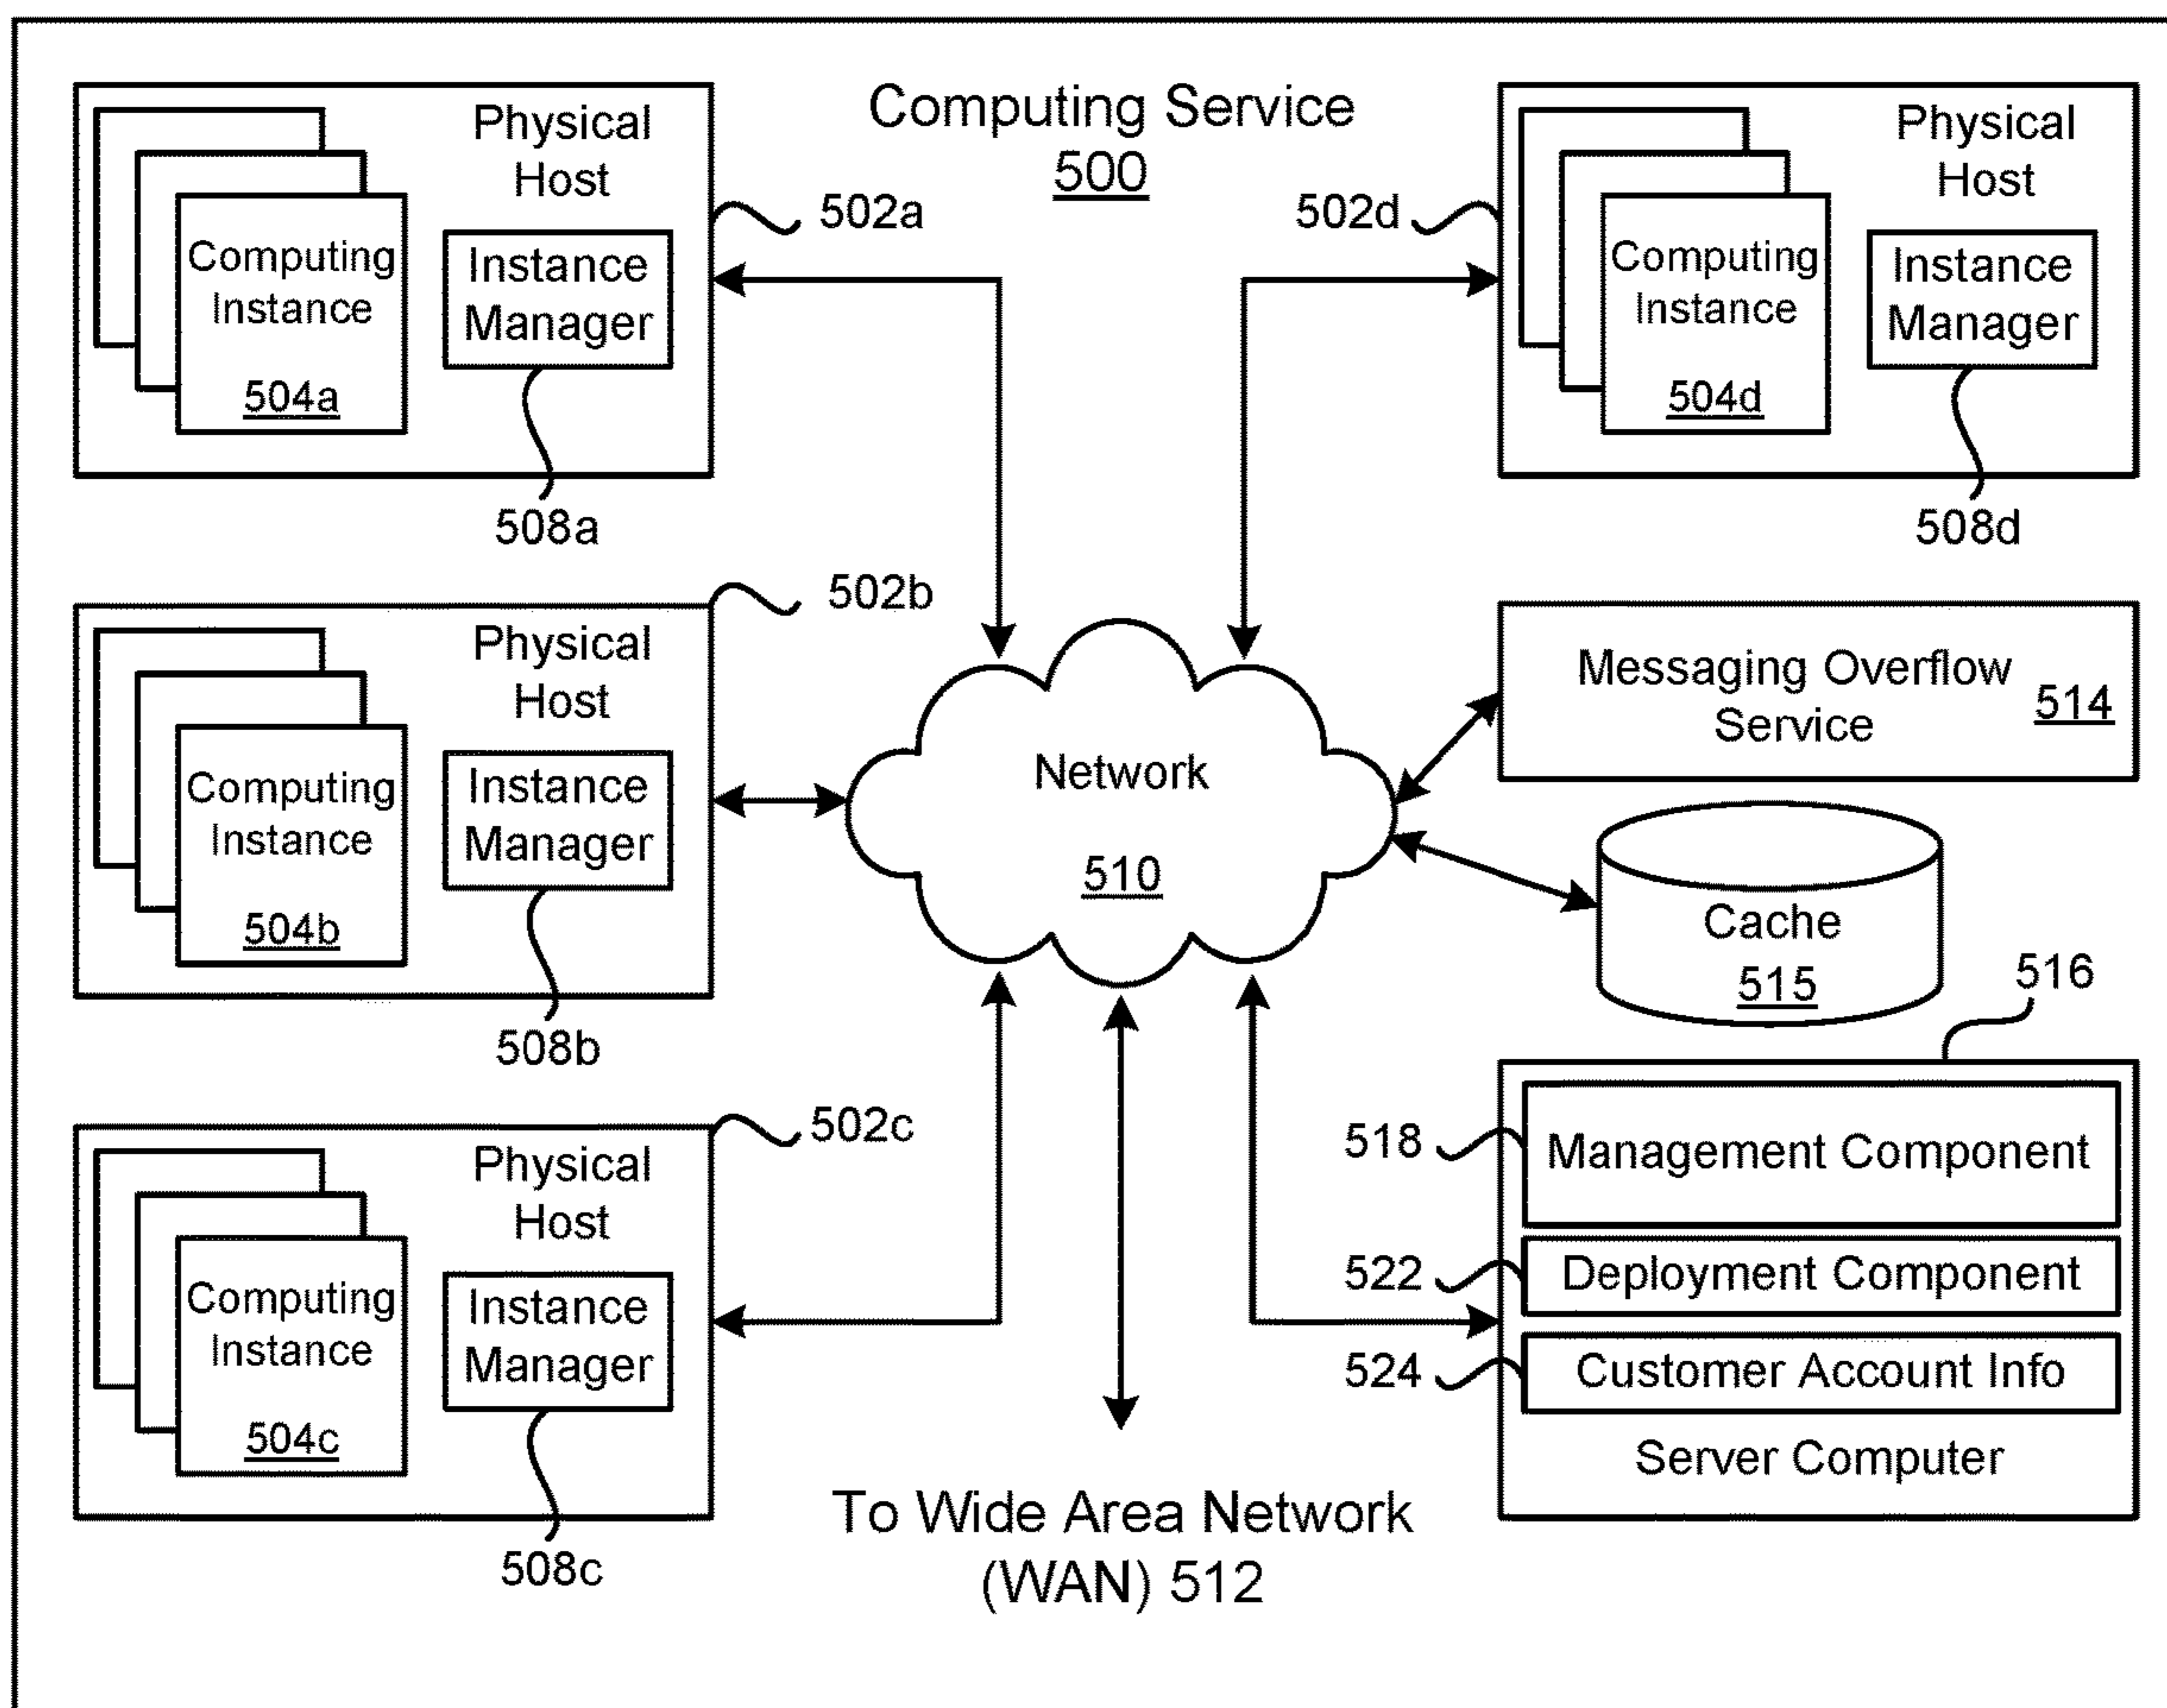 Computing Service
500
Physical
Host
Computing
Instance
504a
Instance
Manager
502a
508a
Physical
Host
Computing
Instance
504d
Instance
Manager
502d
508d
Physical
Host
Computing
Instance
504b
Instance
Manager
502b
508b
Network
510
Messaging Overflow
Service
514
Cache
515
516
Physical
Host
Computing
Instance
504c
Instance
Manager
502c
508c
518
Management Component
522
Deployment Component
524
Customer Account Info
Server Computer
To Wide Area Network
(WAN) 512